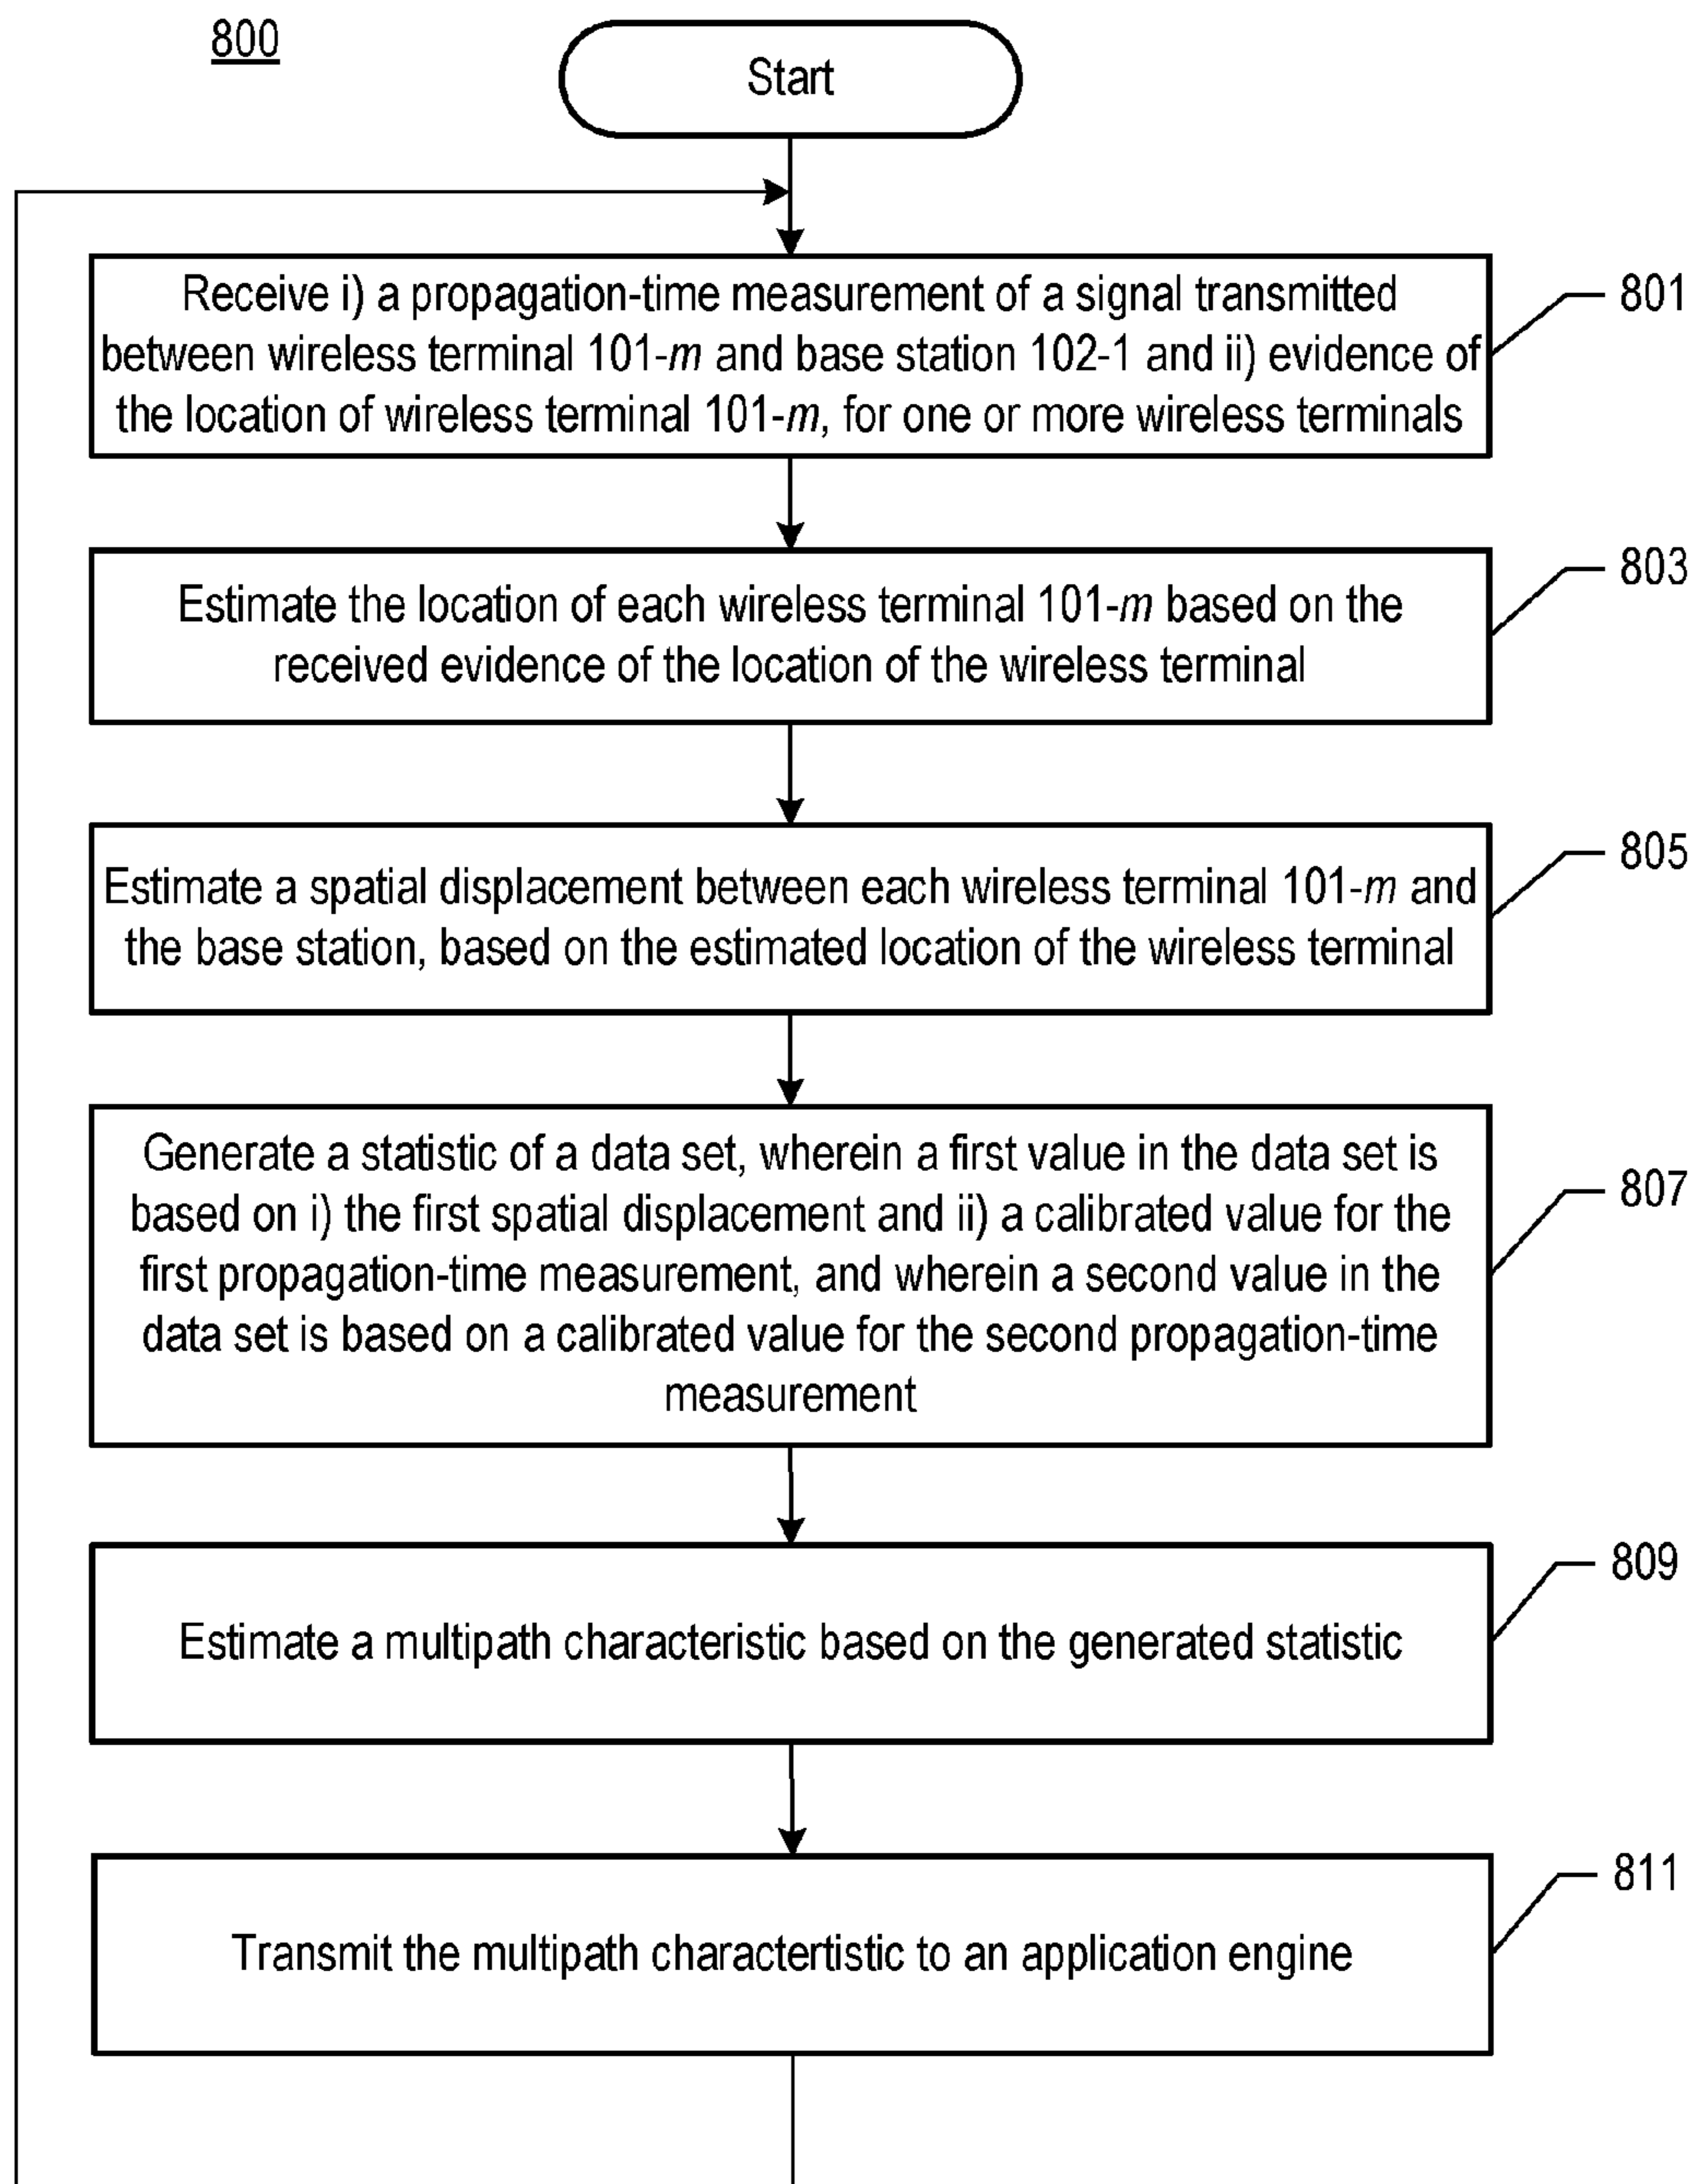 800
Start
Receive i) a propagation-time measurement of a signal transmitted
between wireless terminal 101-m and base station 102-1 and ii) evidence of
the location of wireless terminal 101-m, for one or more wireless terminals
801
Estimate the location of each wireless terminal 101-m based on the
received evidence of the location of the wireless terminal
803
Estimate a spatial displacement between each wireless terminal 101-m and
the base station, based on the estimated location of the wireless terminal
805
Generate a statistic of a data set, wherein a first value in the data set is
based on i) the first spatial displacement and ii) a calibrated value for the
first propagation-time measurement, and wherein a second value in the
data set is based on a calibrated value for the second propagation-time
measurement
807
Estimate a multipath characteristic based on the generated statistic
809
Transmit the multipath charactertistic to an application engine
811